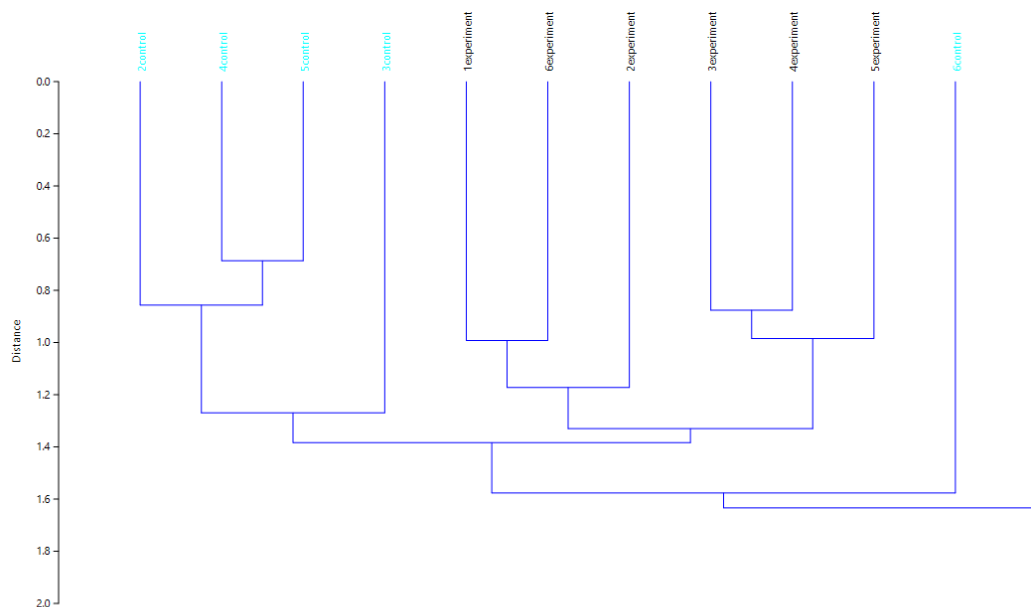 2control
4control
5control
3control
1experiment
6experiment
2experiment
3experiment
4experiment
5experiment
6control
0.0
0.2
0.4
0.6
0.8
1.0
1.2
1.4
1.6
1.8
2.0
Distance